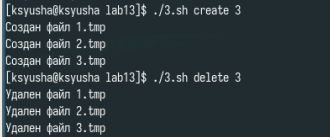 [ksyusha@ksyusha lab13]$ ./3.sh create 3
Создан файл 1.tmp
Создан файл 2.tmp
Создан файл 3.tmp
[ksyusha@ksyusha lab13]$ ./3.sh delete 3
Удален файл 1.tmp
Удален файл 2.tmp
Удален файл 3.tmp